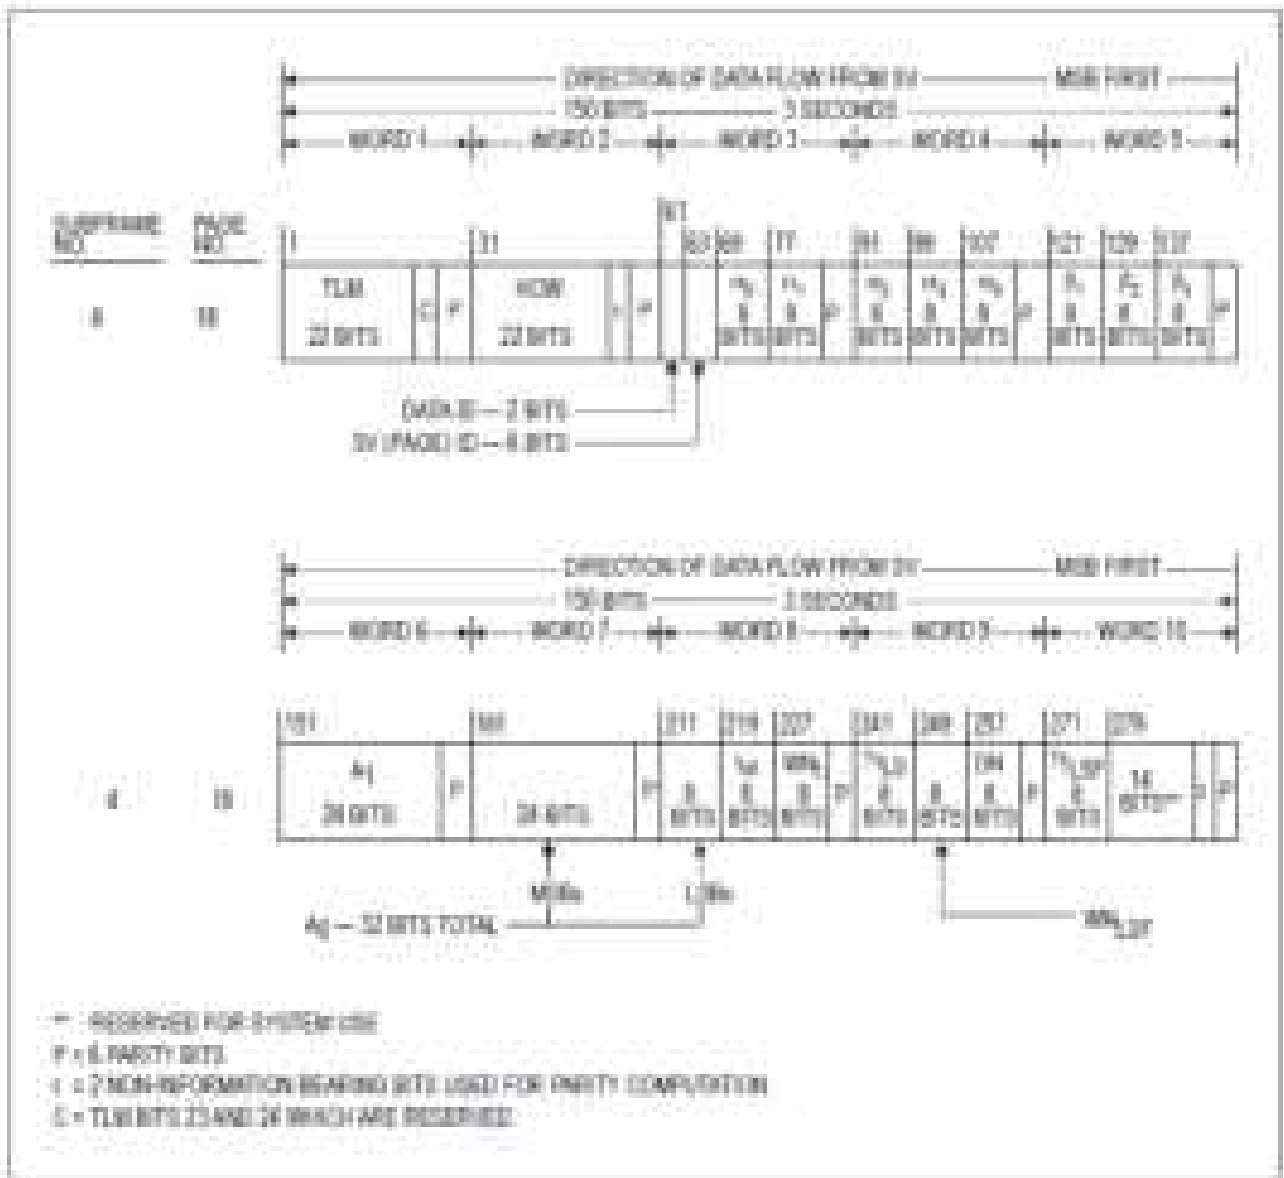 DIRECTION OF DATA FLOW FROM SV MSB FIRST
150 BITS 3 SECONDS
WORD 1 WORD 2 WORD 3 WORD 4 WORD 5
SUBFRAME NO. PAGE NO.
1 31 61 63 69 77 91 99 107 121 129 137
4 18
TLM 22 BITS C P HOW 22 BITS t P
8 BITS 8 BITS P 8 BITS 8 BITS 8 BITS P 8 BITS 8 BITS 8 BITS P
DATA ID — 2 BITS
SV (PAGE) ID — 6 BITS
DIRECTION OF DATA FLOW FROM SV MSB FIRST
150 BITS 3 SECONDS
WORD 6 WORD 7 WORD 8 WORD 9 WORD 10
151 181 211 219 227 241 249 257 271 279
4 18
A1 24 BITS P 24 BITS P 8 BITS tot 8 BITS WNt 8 BITS P 8 BITS 8 BITS DN 8 BITS P 8 BITS 14 BITS** t P
MSBs LSBs
A0 — 32 BITS TOTAL
WNLSF
** RESERVED FOR SYSTEM USE
P = 6 PARITY BITS
t = 2 NON-INFORMATION BEARING BITS USED FOR PARITY COMPUTATION
C = TLM BITS 23 AND 24 WHICH ARE RESERVED